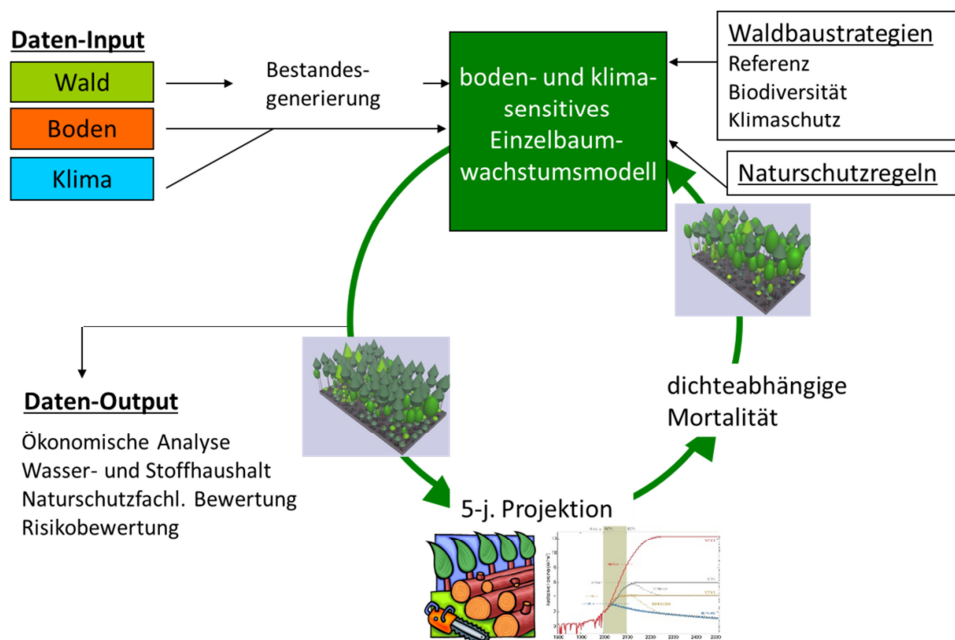 Daten-Input
Wald
Boden
Klima
Bestandes-
generierung
boden- und klima-
sensitives
Einzelbaum-
wachstumsmodell
Waldbaustrategien
Referenz
Biodiversität
Klimaschutz
Naturschutzregeln
Daten-Output
Ökonomische Analyse
Wasser- und Stoffhaushalt
Naturschutzfachl. Bewertung
Risikobewertung
dichteabhängige
Mortalität
5-j. Projektion